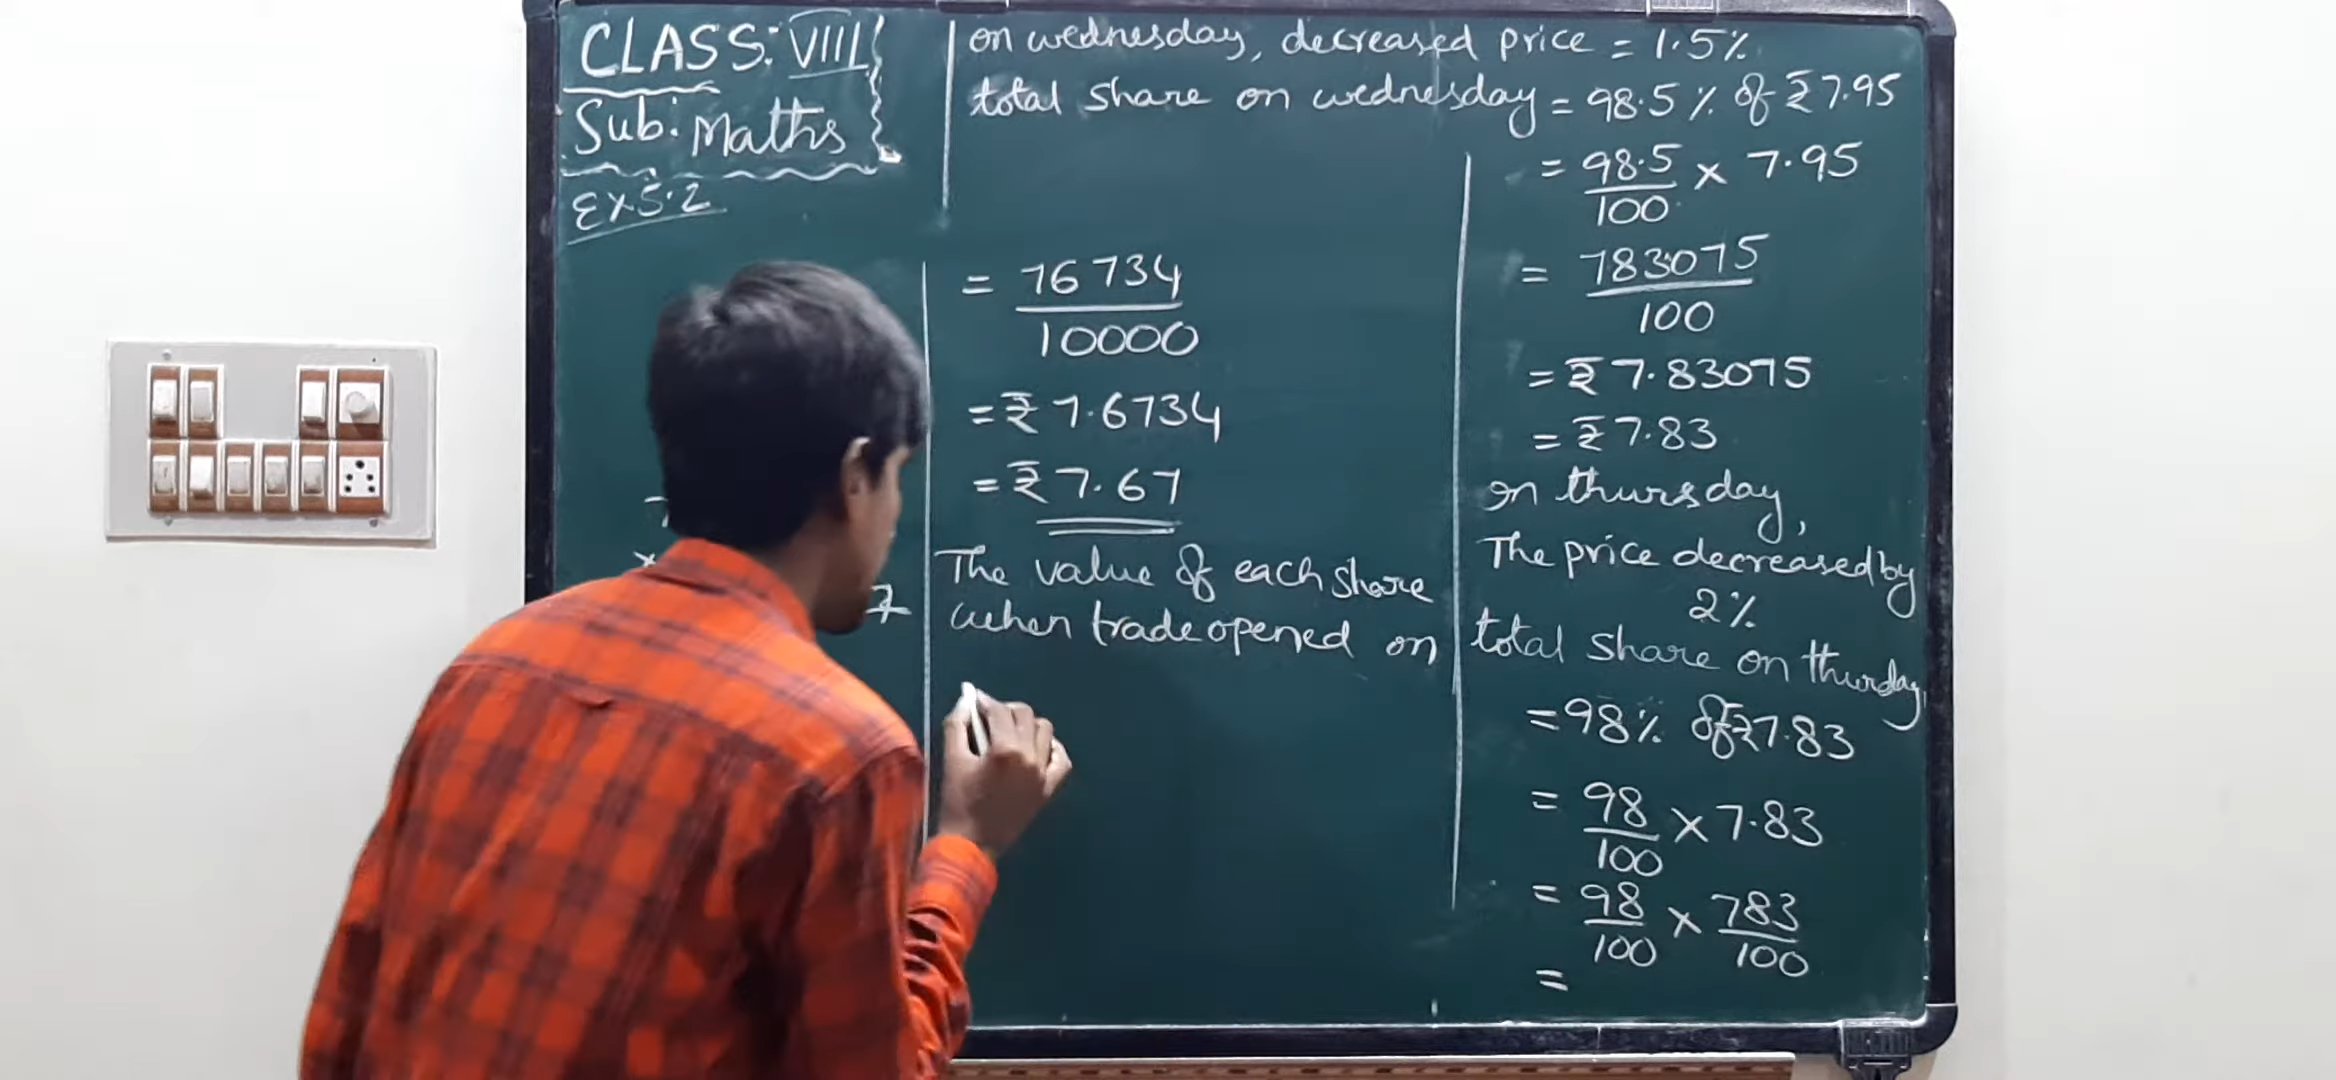 CLASS: VIII
Sub: Maths
Ex 5.2
on wednesday, decreased price = 1.5%
total share on wednesday = 98.5% of ₹7.95
= 98.5/100 × 7.95
= 783075/100
= ₹7.83075
= ₹7.83
on thursday,
The price decreased by
2%
total share on thurday
= 98% of ₹7.83
= 98/100 × 7.83
= 98/100 × 783/100
=
= 76734/10000
= ₹7.6734
= ₹7.67
The value of each share
when trade opened on